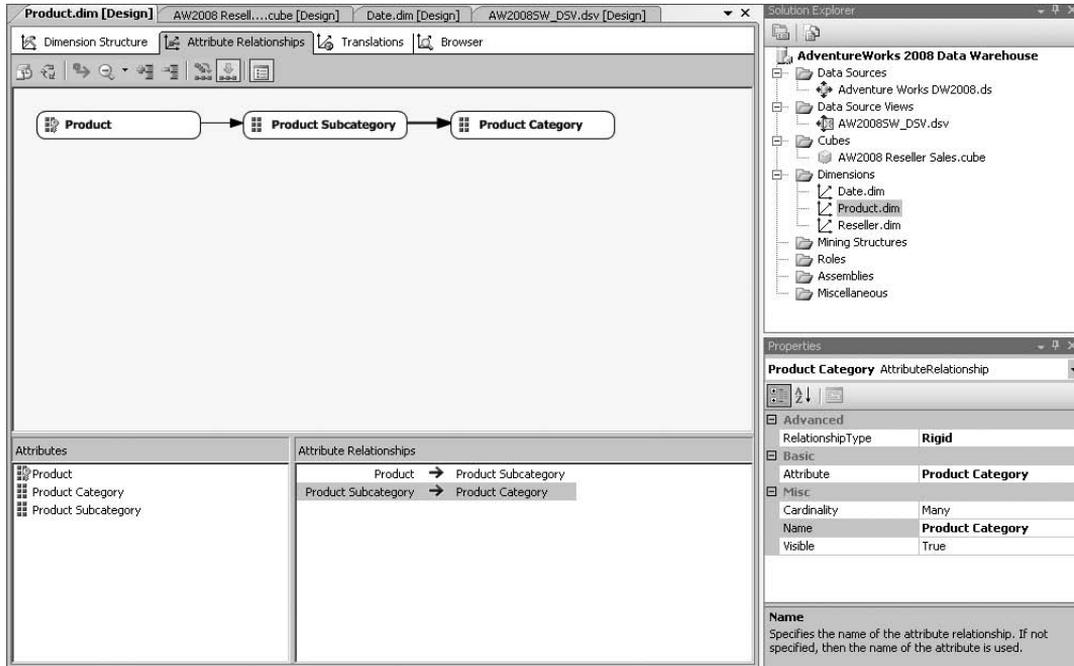 Product.dim [Design]
AW2008 Resell....cube [Design]
Date.dim [Design]
AW2008SW_DSV.dsv [Design]
Dimension Structure
Attribute Relationships
Translations
Browser
Product
Product Subcategory
Product Category
Attributes
Product
Product Category
Product Subcategory
Attribute Relationships
Product → Product Subcategory
Product Subcategory → Product Category
Solution Explorer
AdventureWorks 2008 Data Warehouse
Data Sources
Adventure Works DW2008.ds
Data Source Views
AW2008SW_DSV.dsv
Cubes
AW2008 Reseller Sales.cube
Dimensions
Date.dim
Product.dim
Reseller.dim
Mining Structures
Roles
Assemblies
Miscellaneous
Properties
Product Category AttributeRelationship
Advanced
RelationshipType Rigid
Basic
Attribute Product Category
Misc
Cardinality Many
Name Product Category
Visible True
Name
Specifies the name of the attribute relationship. If not
specified, then the name of the attribute is used.